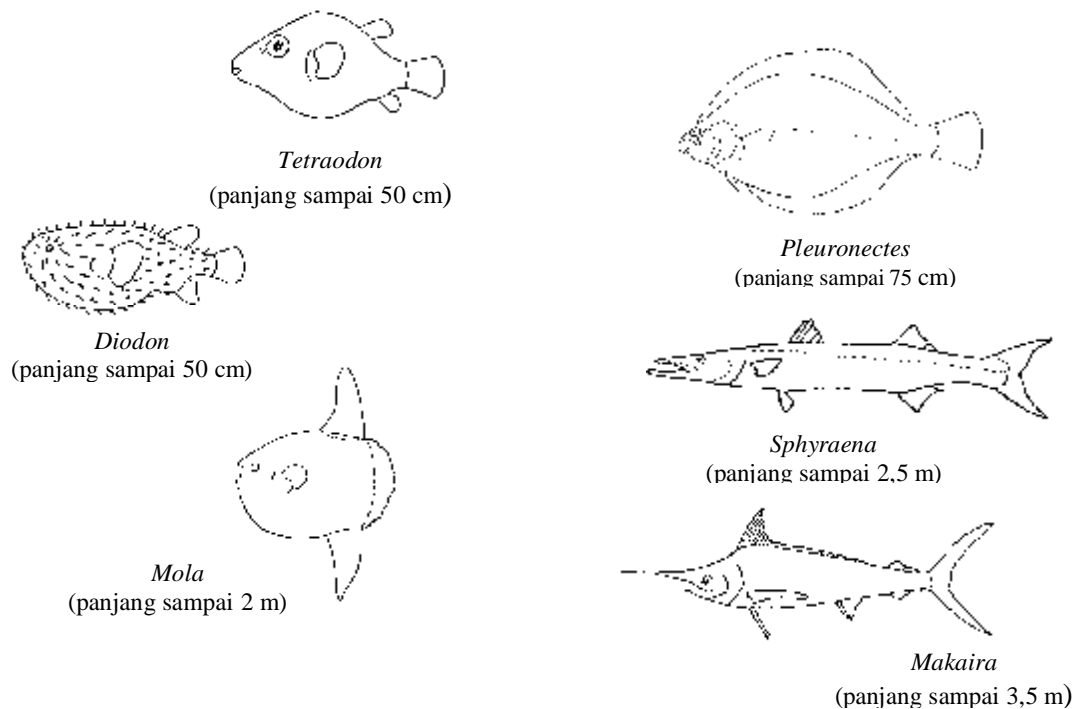 Tetraodon
(panjang sampai 50 cm)
Diodon
(panjang sampai 50 cm)
Mola
(panjang sampai 2 m)
Pleuronectes
(panjang sampai 75 cm)
Sphyraena
(panjang sampai 2,5 m)
Makaira
(panjang sampai 3,5 m)